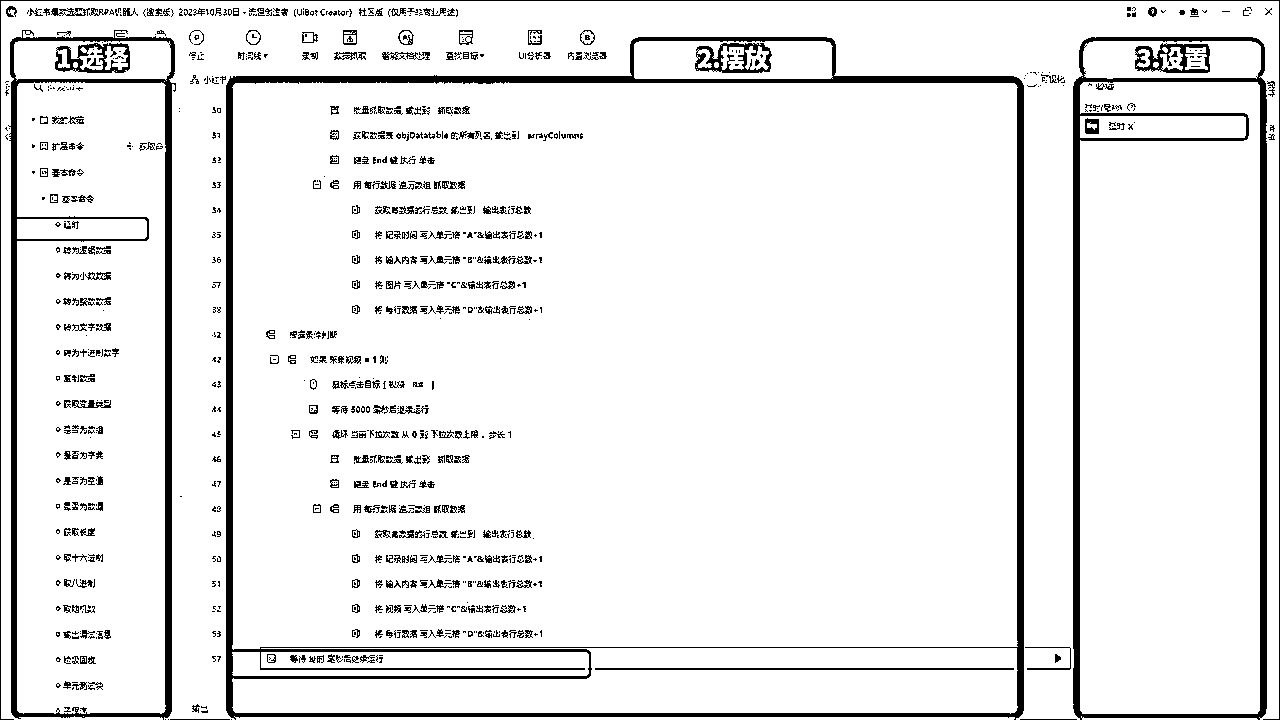 小红书爆款选题抓取RPA机器人（搜索版）2023年10月30日 - 流程创造者（UiBot Creator） 社区版（仅用于非商业用途）
停止
时间线
录制
数据抓取
智能文档处理
查找目标
UI分析器
内置浏览器
1.选择
2.摆放
3.设置
小红书
可视化
我的收藏
扩展命令
基本命令
基本命令
延时
转为逻辑数据
转为小数数据
转为整数数据
转为文字数据
转为十进制数字
复制数据
获取变量类型
是否为数组
是否为字典
是否为空值
是否为数值
获取长度
取十六进制
取八进制
取随机数
输出调试信息
垃圾回收
单元测试块
子程序
30 批量抓取数据, 输出到 抓取数据
31 获取数据表 objDatatable 的所有列名, 输出到 arrayColumns
32 键盘 End 键 执行 单击
33 用 每行数据 遍历数组 抓取数据
34 获取总数据的行总数, 输出到 输出表行总数
35 将 记录时间 写入单元格 "A"&输出表行总数+1
36 将 输入内容 写入单元格 "B"&输出表行总数+1
37 将 图片 写入单元格 "C"&输出表行总数+1
38 将 每行数据 写入单元格 "D"&输出表行总数+1
42 根据条件判断
42 如果 采集视频 = 1 则
43 鼠标点击目标
44 等待 5000 毫秒后继续运行
45 循环 当前下拉次数 从 0 到 下拉次数上限 , 步长 1
46 批量抓取数据, 输出到 抓取数据
47 键盘 End 键 执行 单击
48 用 每行数据 遍历数组 抓取数据
49 获取总数据的行总数, 输出到 输出表行总数
50 将 记录时间 写入单元格 "A"&输出表行总数+1
51 将 输入内容 写入单元格 "B"&输出表行总数+1
52 将 视频 写入单元格 "C"&输出表行总数+1
53 将 每行数据 写入单元格 "D"&输出表行总数+1
57 等待 延时 毫秒后继续运行
输出
必选
延时(毫秒)
Exp 延时 x